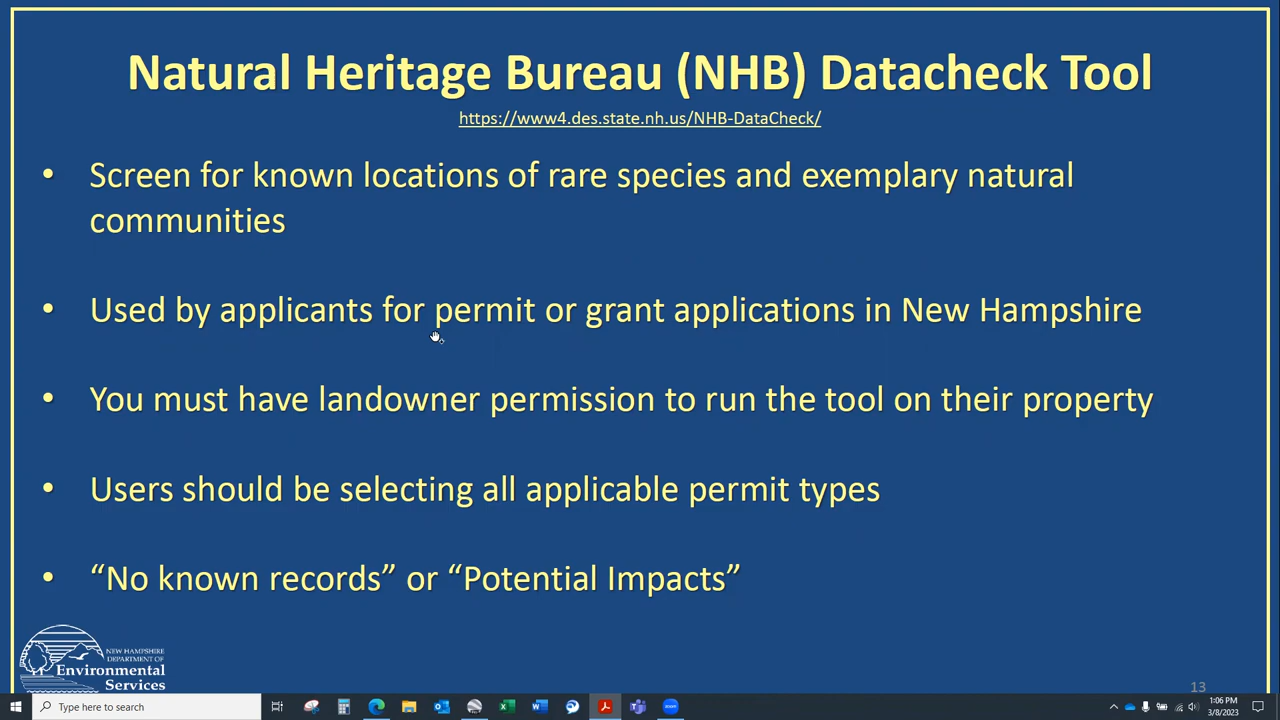 Natural Heritage Bureau (NHB) Datacheck Tool
https://www4.des.state.nh.us/NHB-DataCheck/
• Screen for known locations of rare species and exemplary natural
communities
• Used by applicants for permit or grant applications in New Hampshire
• You must have landowner permission to run the tool on their property
• Users should be selecting all applicable permit types
• “No known records” or “Potential Impacts”
NEW HAMPSHIRE
DEPARTMENT OF
Environmental
Services
13
Type here to search
1:06 PM
3/8/2023